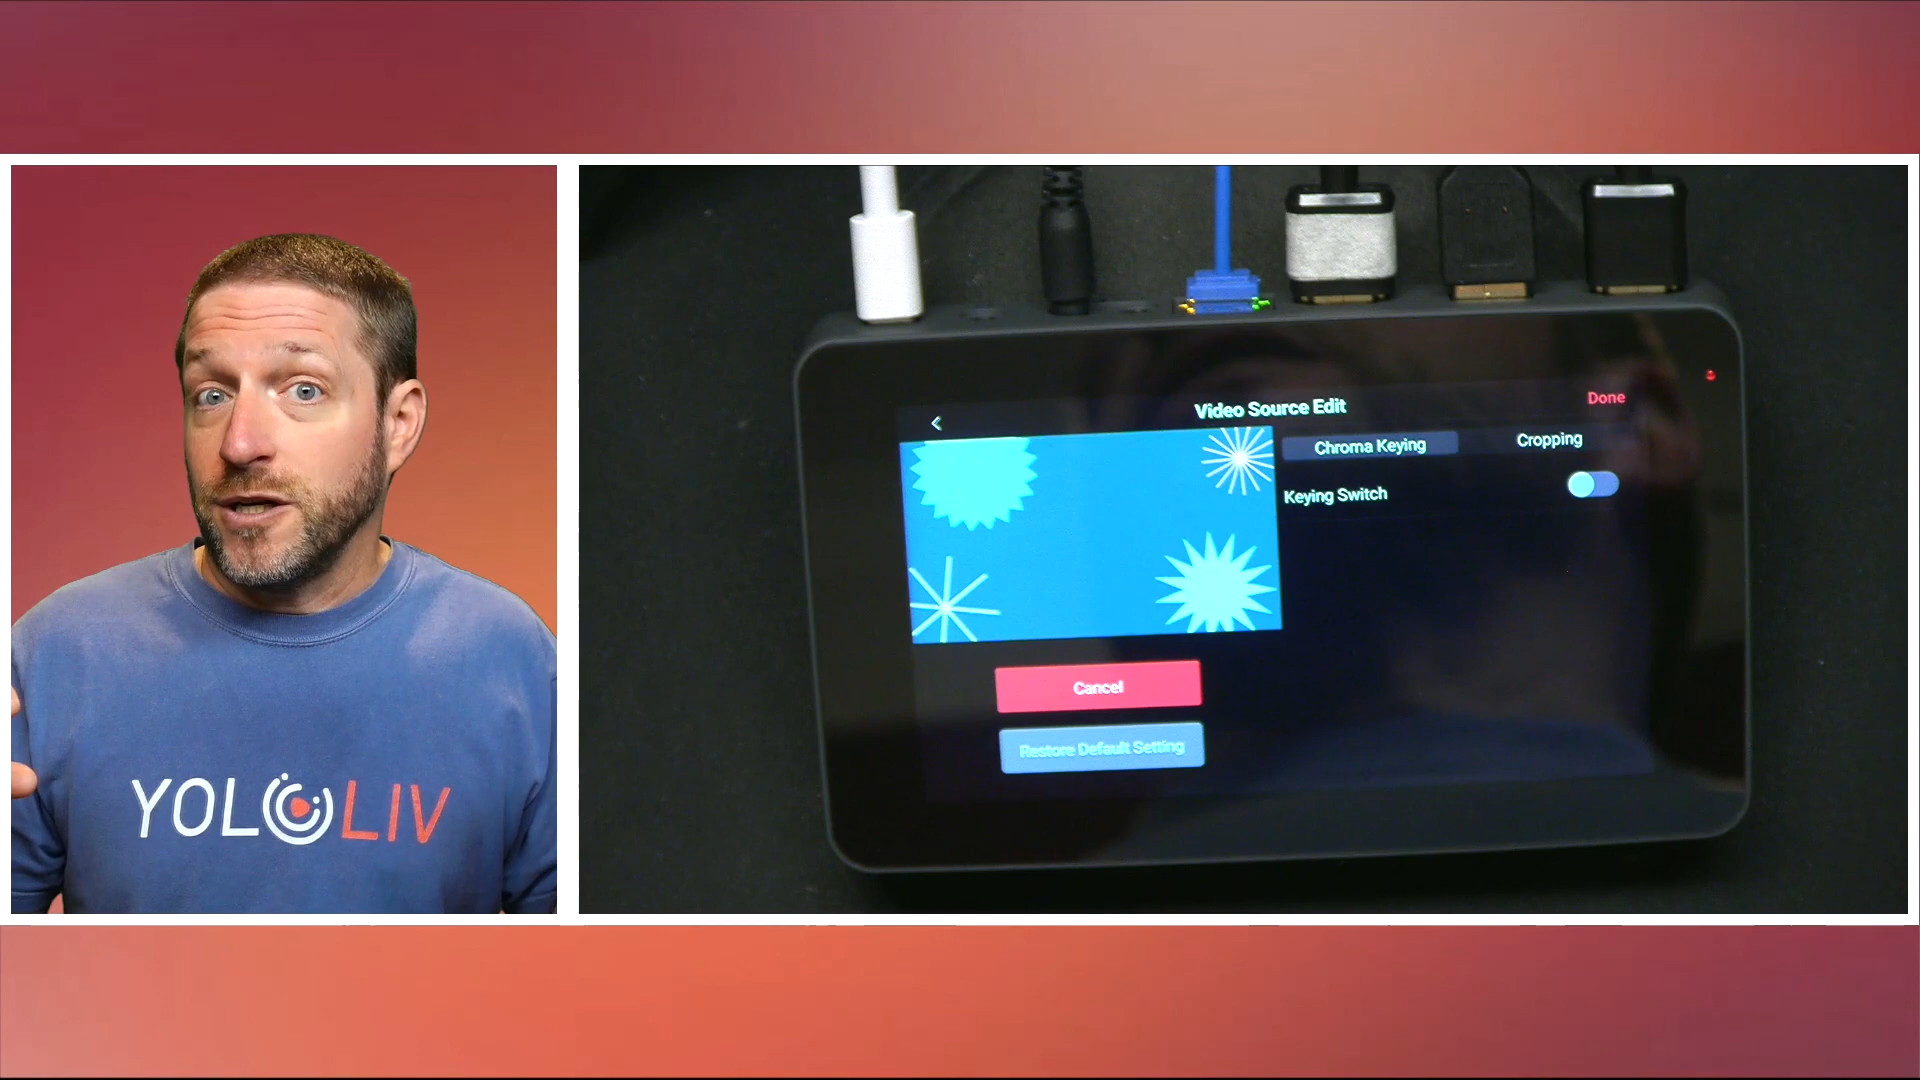 YOLOLIV
Video Source Edit
Done
Chroma Keying
Cropping
Keying Switch
Cancel
Restore Default Setting